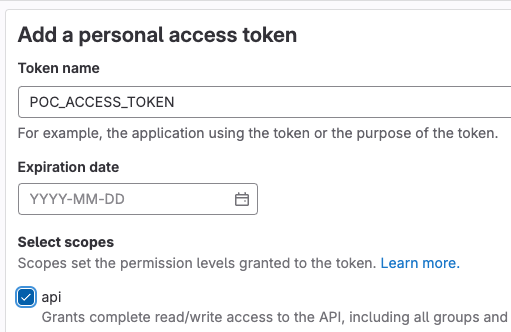 Add a personal access token
Token name
POC_ACCESS_TOKEN
For example, the application using the token or the purpose of the token.
Expiration date
YYYY-MM-DD
Select scopes
Scopes set the permission levels granted to the token. Learn more.
api
Grants complete read/write access to the API, including all groups and